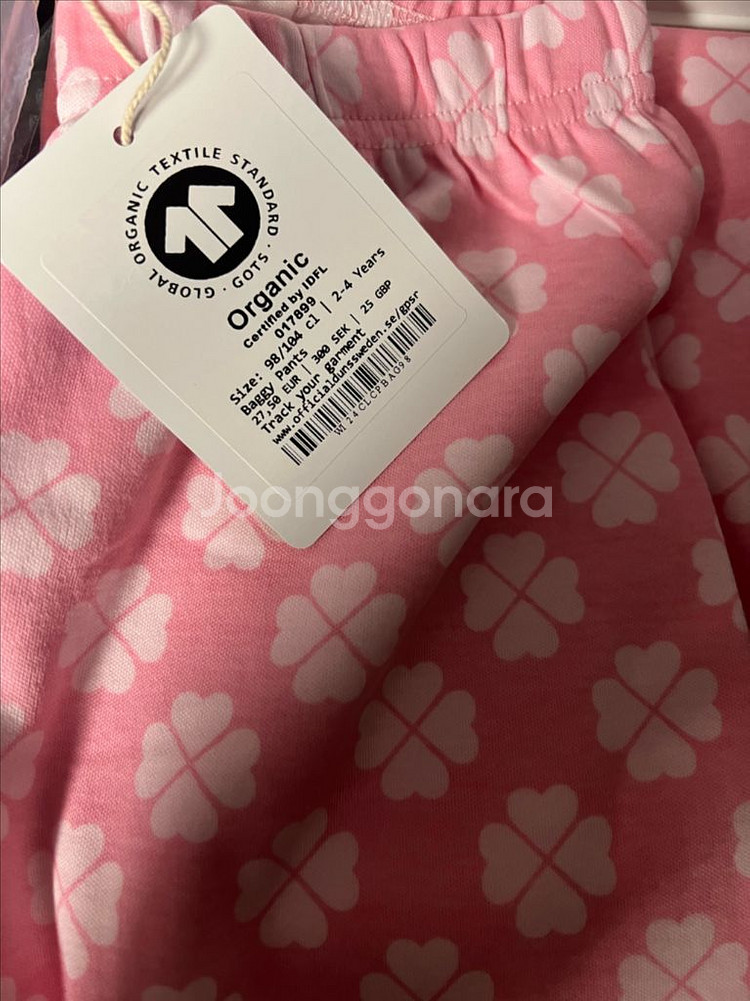 GLOBAL ORGANIC TEXTILE STANDARD · GOTS ·
Organic
Certified by IDFL
017899
Size: 98/104 cl | 2-4 Years
Baggy Pants
27,50 EUR | 300 SEK | 25 GBP
Track your garment
www.officialdunssweden.se/gpsr
WI24CLCPBAG98
Joonggonara